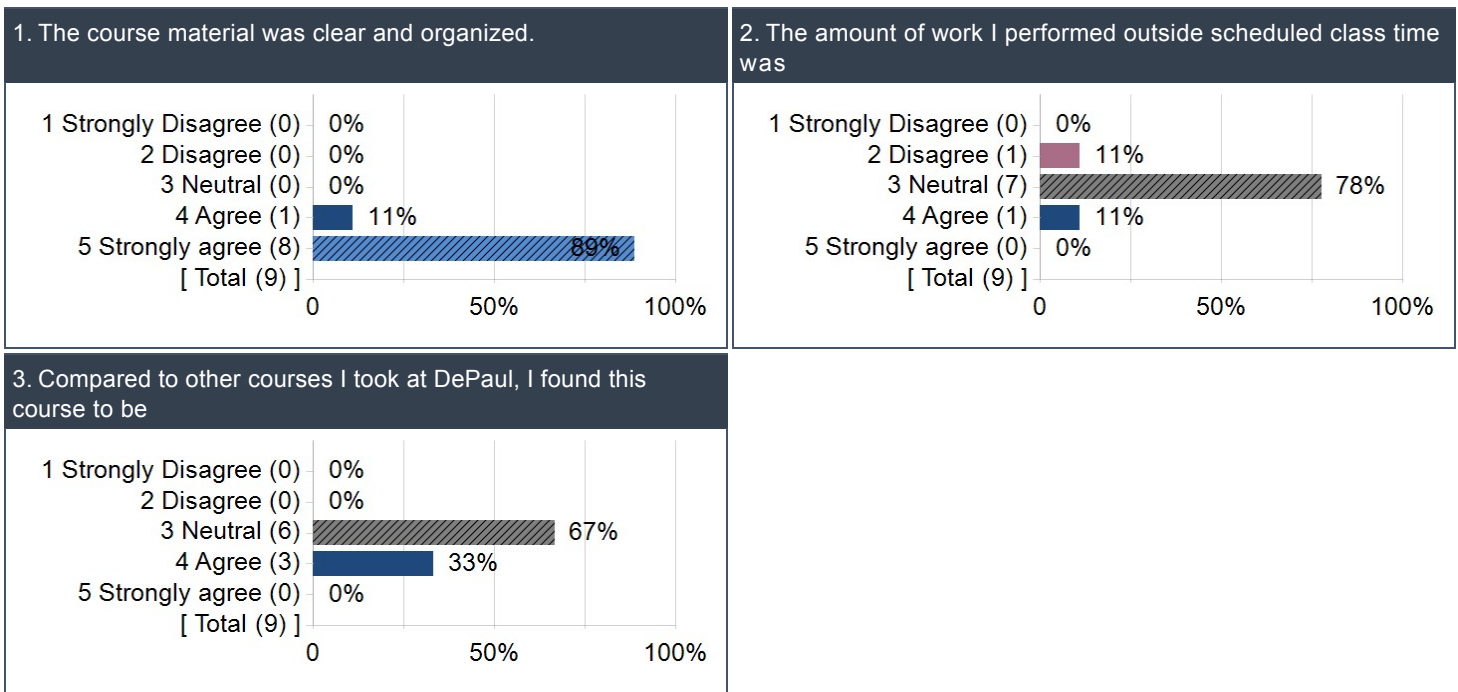 1. The course material was clear and organized.
1 Strongly Disagree (0) 0%
2 Disagree (0) 0%
3 Neutral (0) 0%
4 Agree (1) 11%
5 Strongly agree (8) 89%
[ Total (9) ]
0 50% 100%
2. The amount of work I performed outside scheduled class time
was
1 Strongly Disagree (0) 0%
2 Disagree (1) 11%
3 Neutral (7) 78%
4 Agree (1) 11%
5 Strongly agree (0) 0%
[ Total (9) ]
0 50% 100%
3. Compared to other courses I took at DePaul, I found this
course to be
1 Strongly Disagree (0) 0%
2 Disagree (0) 0%
3 Neutral (6) 67%
4 Agree (3) 33%
5 Strongly agree (0) 0%
[ Total (9) ]
0 50% 100%